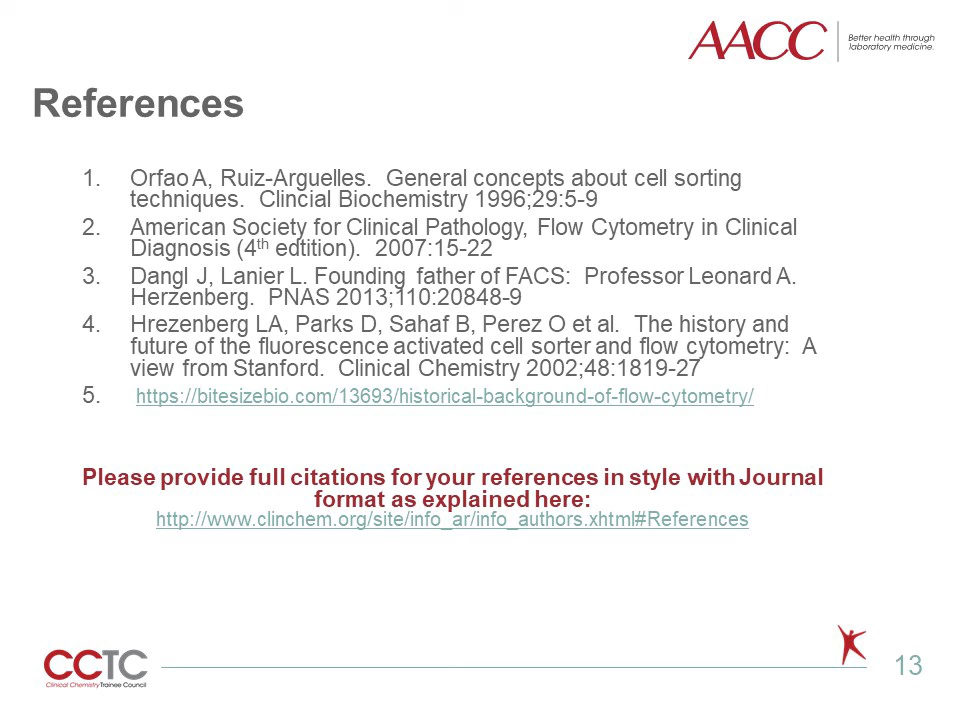 AACC
Better health through
laboratory medicine.
References
1. Orfao A, Ruiz-Arguelles.  General concepts about cell sorting
techniques.  Clincial Biochemistry 1996;29:5-9
2. American Society for Clinical Pathology, Flow Cytometry in Clinical
Diagnosis (4th edtition).  2007:15-22
3. Dangl J, Lanier L. Founding father of FACS:  Professor Leonard A.
Herzenberg.  PNAS 2013;110:20848-9
4. Hrezenberg LA, Parks D, Sahaf B, Perez O et al.  The history and
future of the fluorescence activated cell sorter and flow cytometry:  A
view from Stanford.  Clinical Chemistry 2002;48:1819-27
5. https://bitesizebio.com/13693/historical-background-of-flow-cytometry/
Please provide full citations for your references in style with Journal
format as explained here:
http://www.clinchem.org/site/info_ar/info_authors.xhtml#References
CCTC
Clinical Chemistry Trainee Council
13